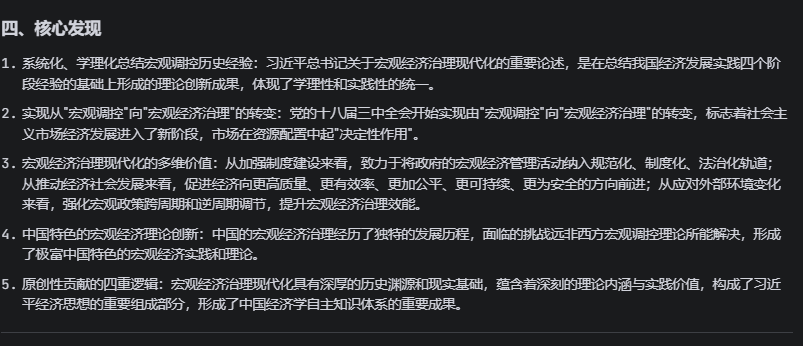 四、核心发现
1. 系统化、学理化总结宏观调控历史经验：习近平总书记关于宏观经济治理现代化的重要论述，是在总结我国经济发展实践四个阶
段经验的基础上形成的理论创新成果，体现了学理性和实践性的统一。
2. 实现从"宏观调控"向"宏观经济治理"的转变：党的十八届三中全会开始实现由"宏观调控"向"宏观经济治理"的转变，标志着社会主
义市场经济发展进入了新阶段，市场在资源配置中起"决定性作用"。
3. 宏观经济治理现代化的多维价值：从加强制度建设来看，致力于将政府的宏观经济管理活动纳入规范化、制度化、法治化轨道；
从推动经济社会发展来看，促进经济向更高质量、更有效率、更加公平、更可持续、更为安全的方向前进；从应对外部环境变化
来看，强化宏观政策跨周期和逆周期调节，提升宏观经济治理效能。
4. 中国特色的宏观经济理论创新：中国的宏观经济治理经历了独特的发展历程，面临的挑战远非西方宏观调控理论所能解决，形成
了极富中国特色的宏观经济实践和理论。
5. 原创性贡献的四重逻辑：宏观经济治理现代化具有深厚的历史渊源和现实基础，蕴含着深刻的理论内涵与实践价值，构成了习近
平经济思想的重要组成部分，形成了中国经济学自主知识体系的重要成果。